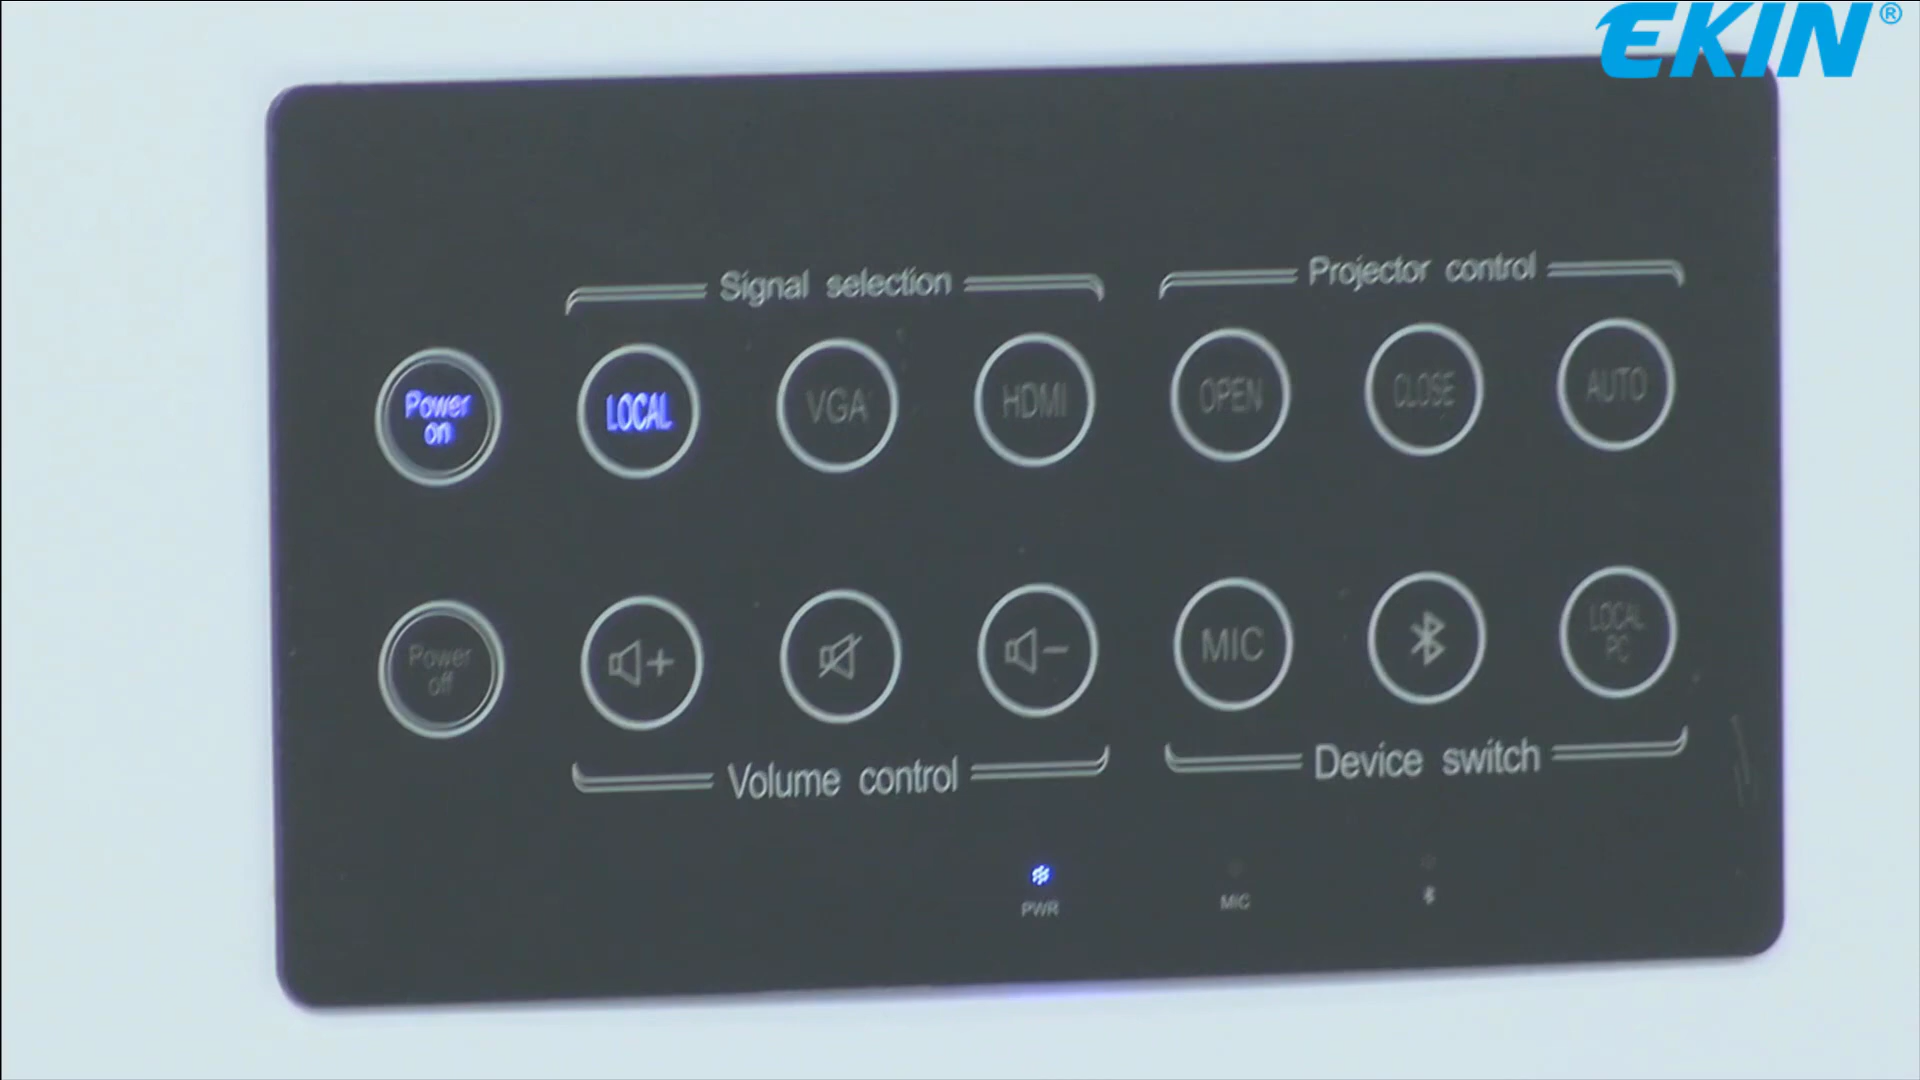 EKIN®
Signal selection
Projector control
Power
on
LOCAL
VGA
HDMI
OPEN
CLOSE
AUTO
Power
off
MIC
LOCAL
PC
Volume control
Device switch
PWR
MIC